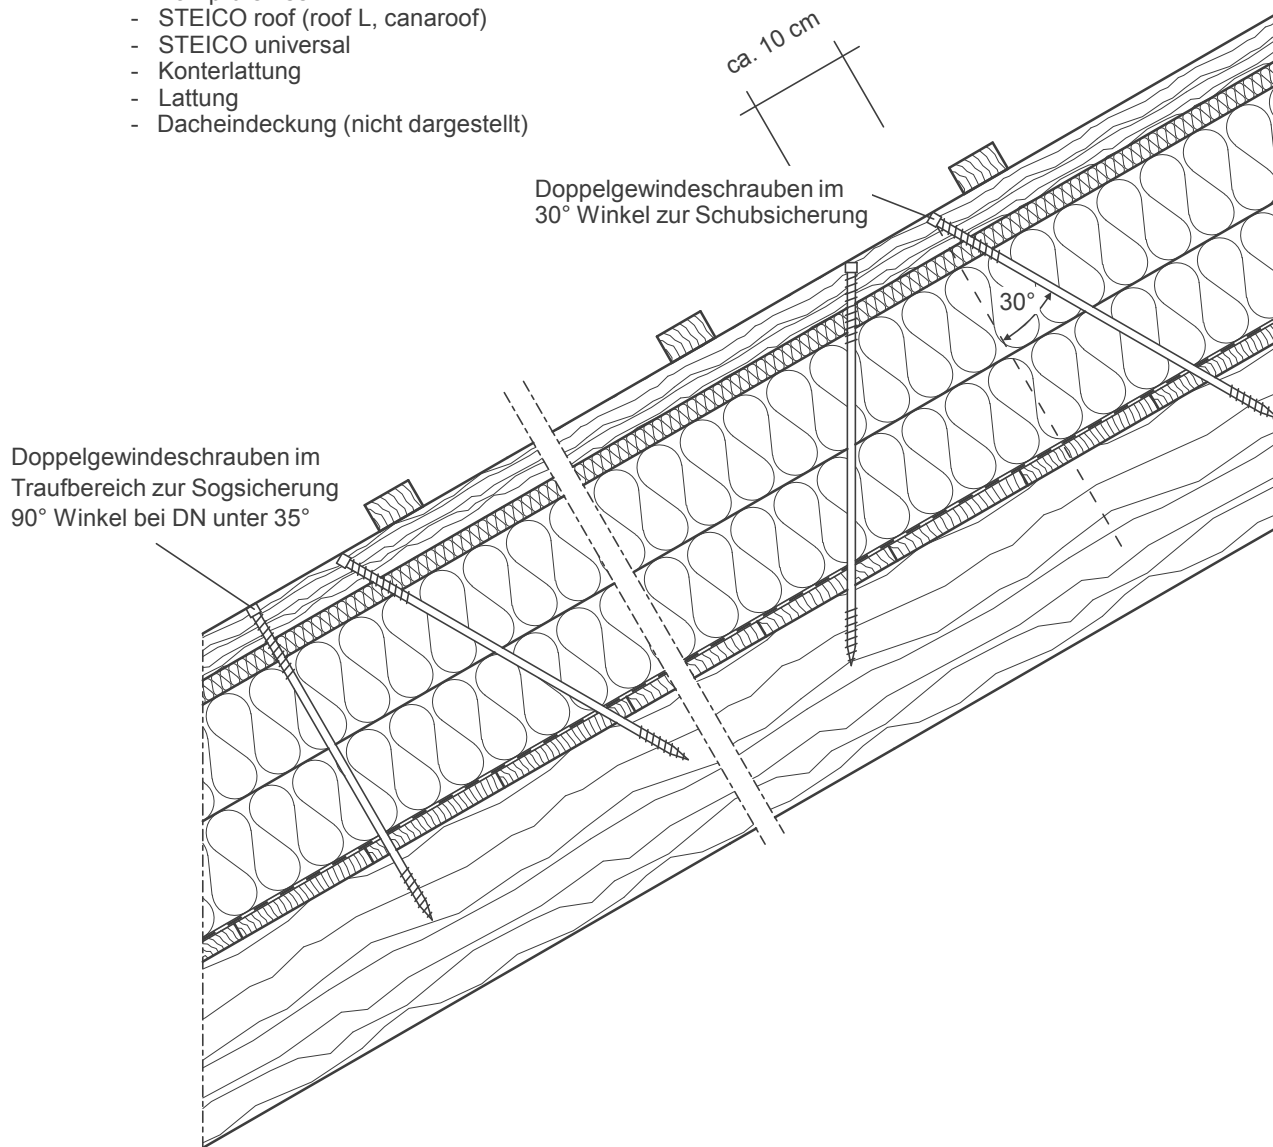 - STEICO roof (roof L, canaroof)
- STEICO universal
- Konterlattung
- Lattung
- Dacheindeckung (nicht dargestellt)
ca. 10 cm
Doppelgewindeschrauben im
30° Winkel zur Schubsicherung
30°
Doppelgewindeschrauben im
Traufbereich zur Sogsicherung
90° Winkel bei DN unter 35°